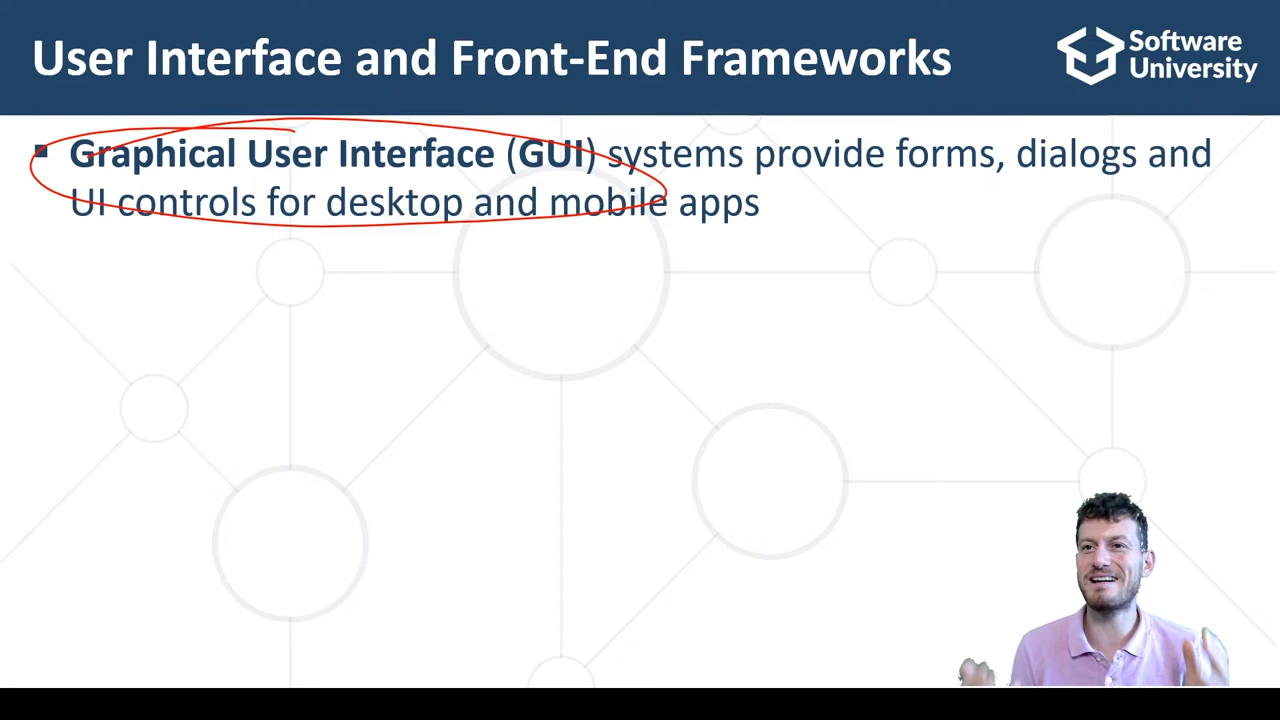 User Interface and Front-End Frameworks
Software
University
▪ Graphical User Interface (GUI) systems provide forms, dialogs and
UI controls for desktop and mobile apps